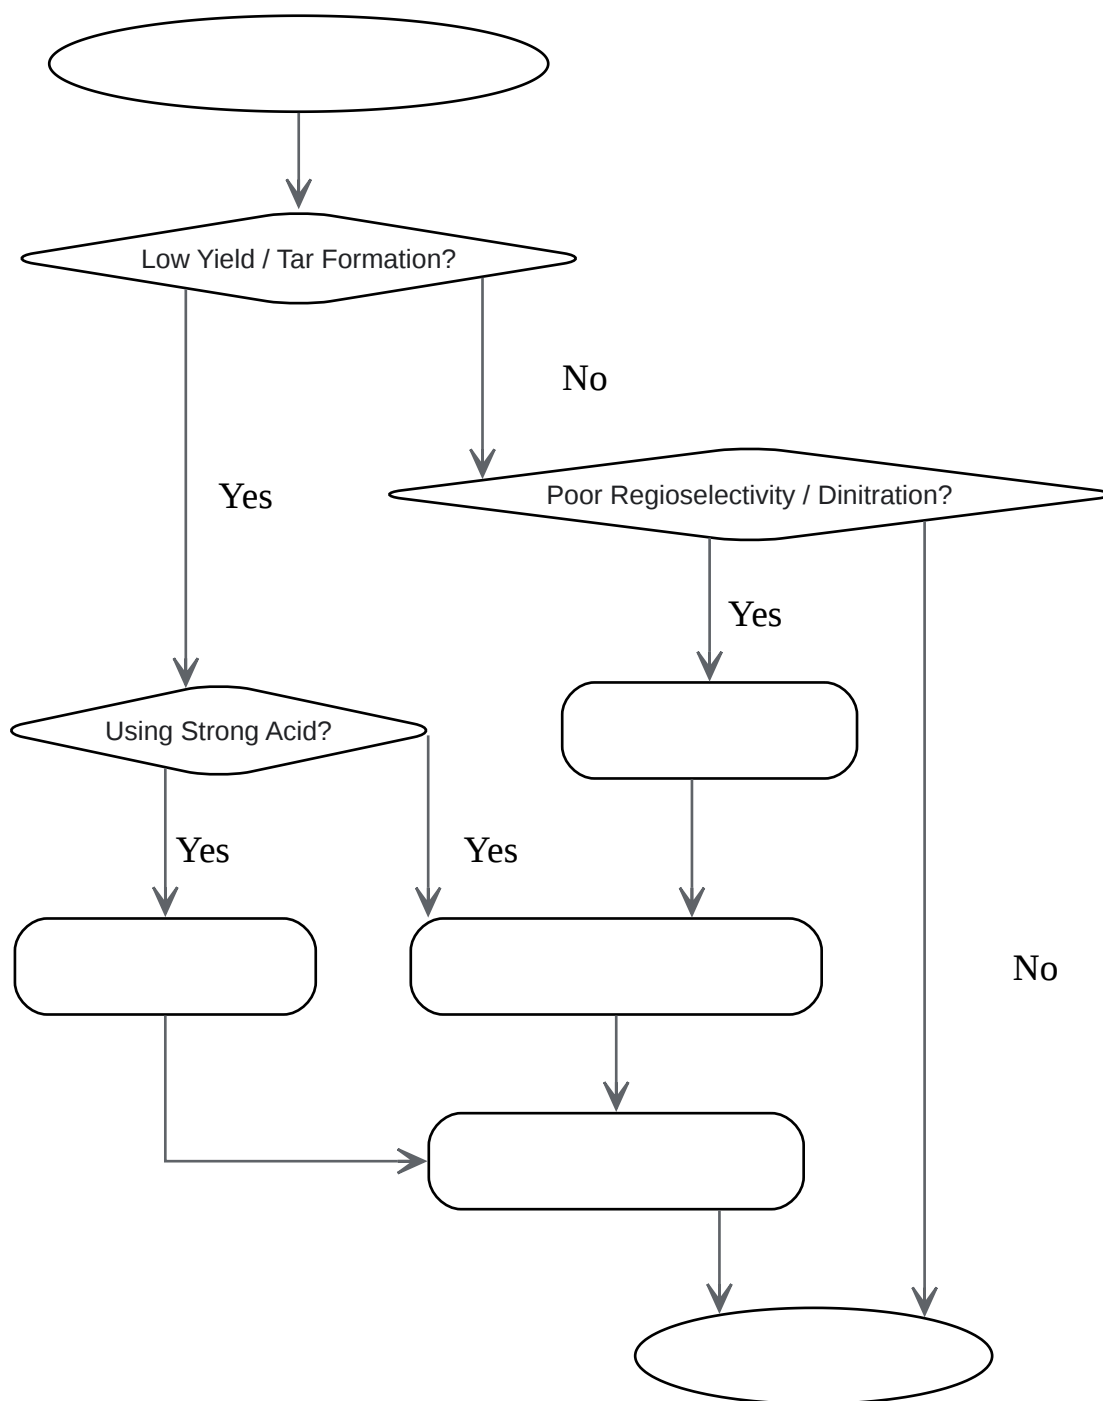 Low Yield / Tar Formation?
No
Yes
Poor Regioselectivity / Dinitration?
Yes
Using Strong Acid?
Yes
Yes
No